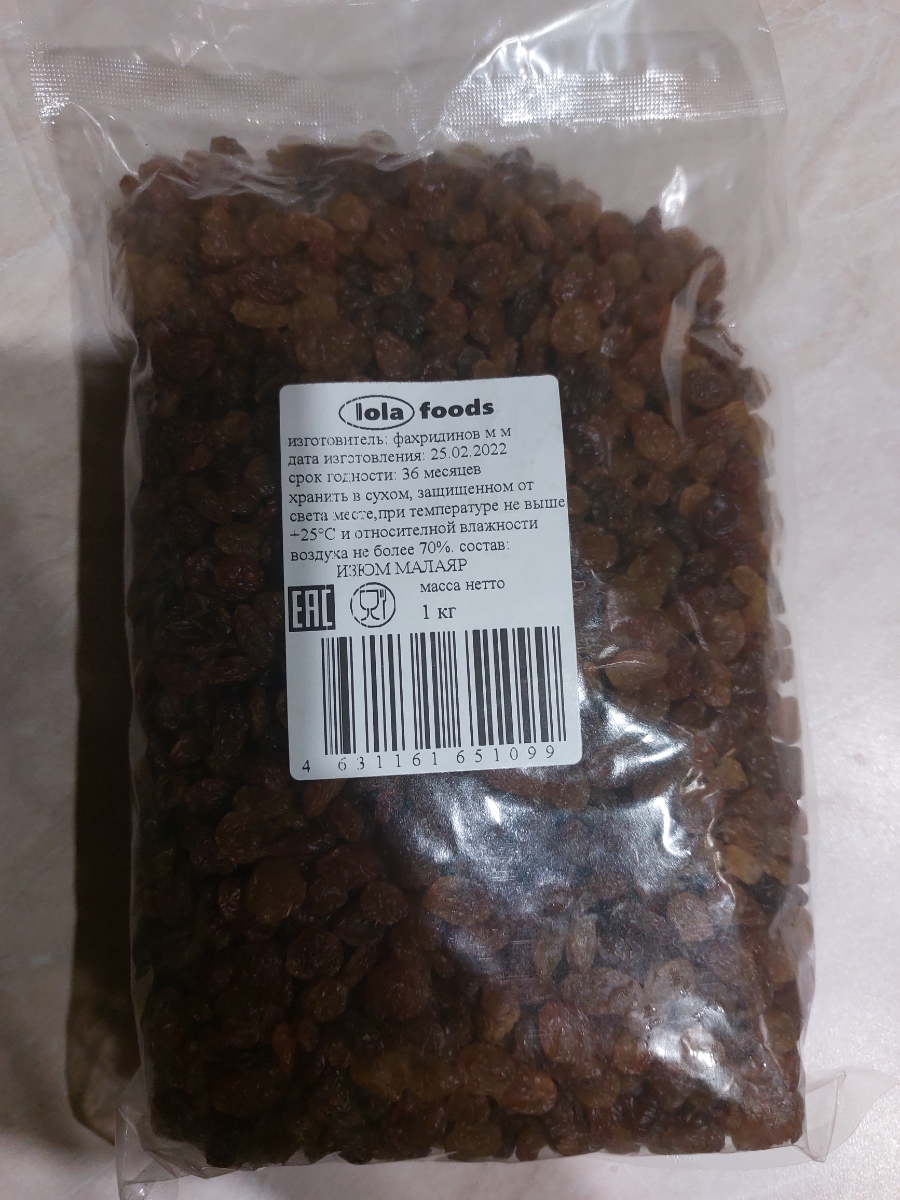 lola foods
изготовитель: фахридинов м м
дата изготовления: 25.02.2022
срок годности: 36 месяцев
хранить в сухом, защищенном от
света месте,при температуре не выше
+25°C и относителной влажности
воздуха не более 70%. состав:
ИЗЮМ МАЛАЯР
масса нетто
EAC
1 кг
4 631161 651099